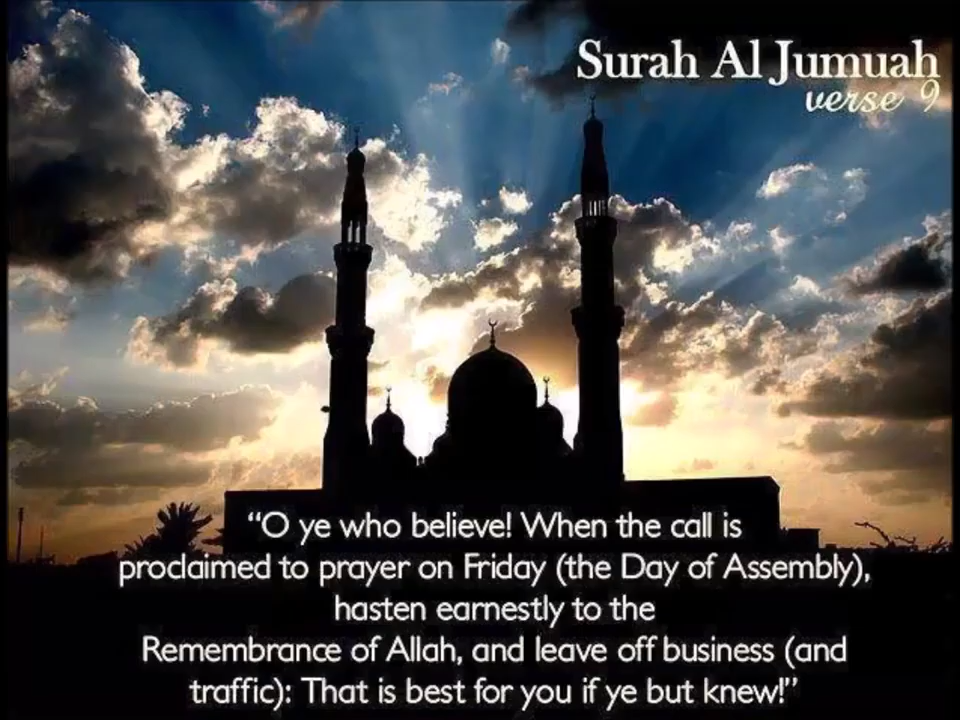 Surah Al Jumuah
verse 9
“O ye who believe! When the call is
proclaimed to prayer on Friday (the Day of Assembly),
hasten earnestly to the
Remembrance of Allah, and leave off business (and
traffic): That is best for you if ye but knew!”